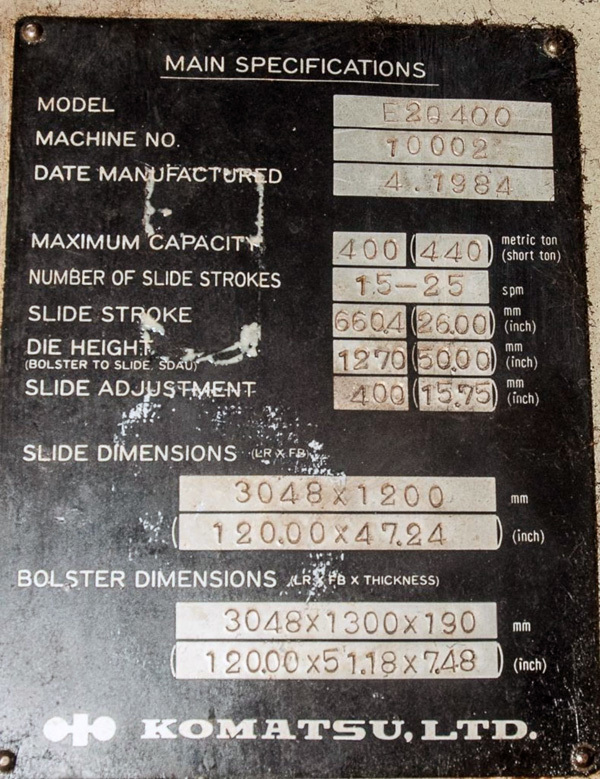 MAIN SPECIFICATIONS
MODEL E2Q400
MACHINE NO. 10002
DATE MANUFACTURED 4.1984
MAXIMUM CAPACITY 400 (440) metric ton (short ton)
NUMBER OF SLIDE STROKES 15-25 spm
SLIDE STROKE 660.4 (26.00) mm (inch)
DIE HEIGHT 1270 (50.00) mm (inch)
(BOLSTER TO SLIDE, SDAU)
SLIDE ADJUSTMENT 400 (15.75) mm (inch)
SLIDE DIMENSIONS (LR X FB)
3048x1200 mm
(120.00x47.24) (inch)
BOLSTER DIMENSIONS (LR X FB X THICKNESS)
3048x1300x190 mm
(120.00x51.18x7.48) (inch)
KOMATSU, LTD.